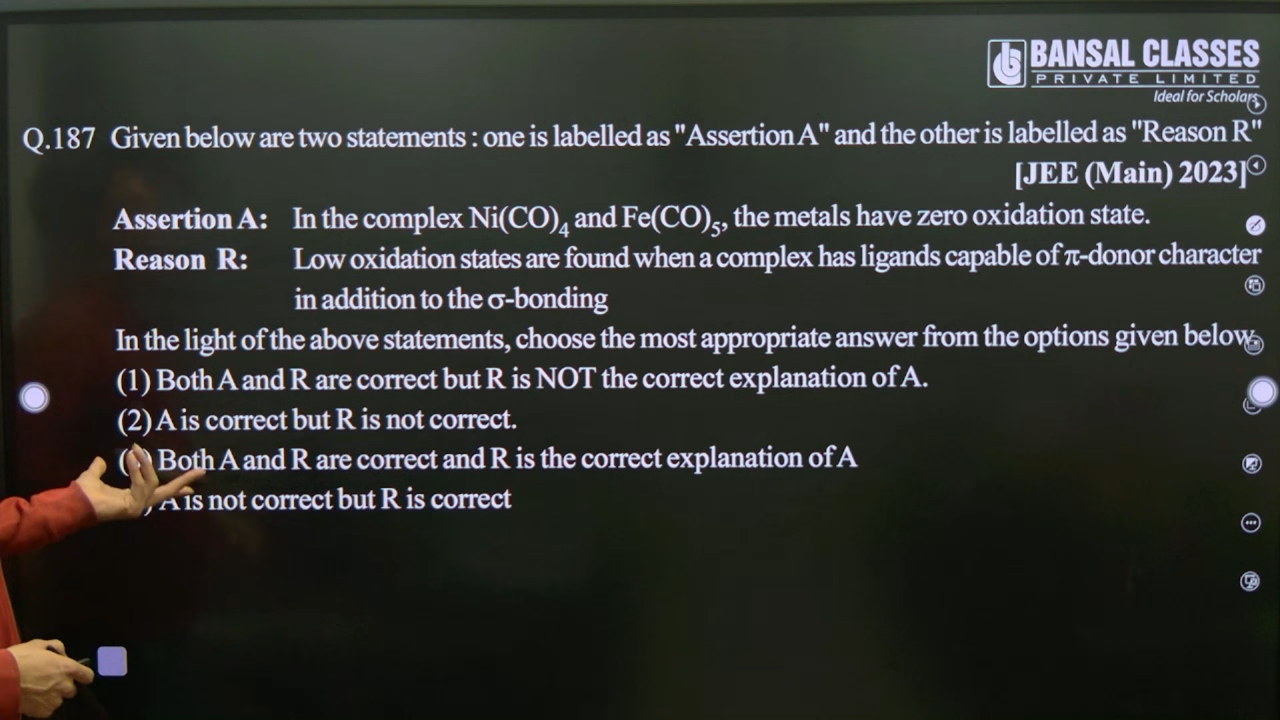 BANSAL CLASSES
PRIVATE LIMITED
Ideal for Scholars
Q.187 Given below are two statements : one is labelled as "Assertion A" and the other is labelled as "Reason R"
[JEE (Main) 2023]
Assertion A: In the complex Ni(CO)₄ and Fe(CO)₅, the metals have zero oxidation state.
Reason R: Low oxidation states are found when a complex has ligands capable of π-donor character
in addition to the σ-bonding
In the light of the above statements, choose the most appropriate answer from the options given below
(1) Both A and R are correct but R is NOT the correct explanation of A.
(2) A is correct but R is not correct.
( ) Both A and R are correct and R is the correct explanation of A
) A is not correct but R is correct